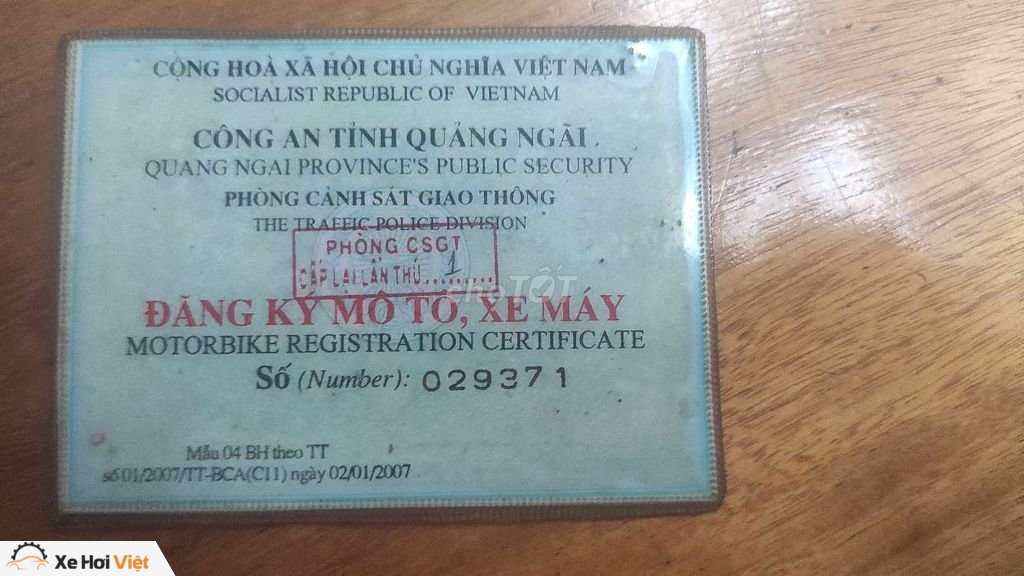 CỘNG HOÀ XÃ HỘI CHỦ NGHĨA VIỆT NAM
SOCIALIST REPUBLIC OF VIETNAM
CÔNG AN TỈNH QUẢNG NGÃI
QUANG NGAI PROVINCE'S PUBLIC SECURITY
PHÒNG CẢNH SÁT GIAO THÔNG
THE TRAFFIC POLICE DIVISION
PHÒNG CSGT
CẤP LẠI LẦN THỨ....1..........
chợTỐT
ĐĂNG KÝ MÔ TÔ, XE MÁY
MOTORBIKE REGISTRATION CERTIFICATE
Số (Number): 029371
Mẫu 04 BH theo TT
số 01/2007/TT-BCA(C11) ngày 02/01/2007
Xe Hơi Việt